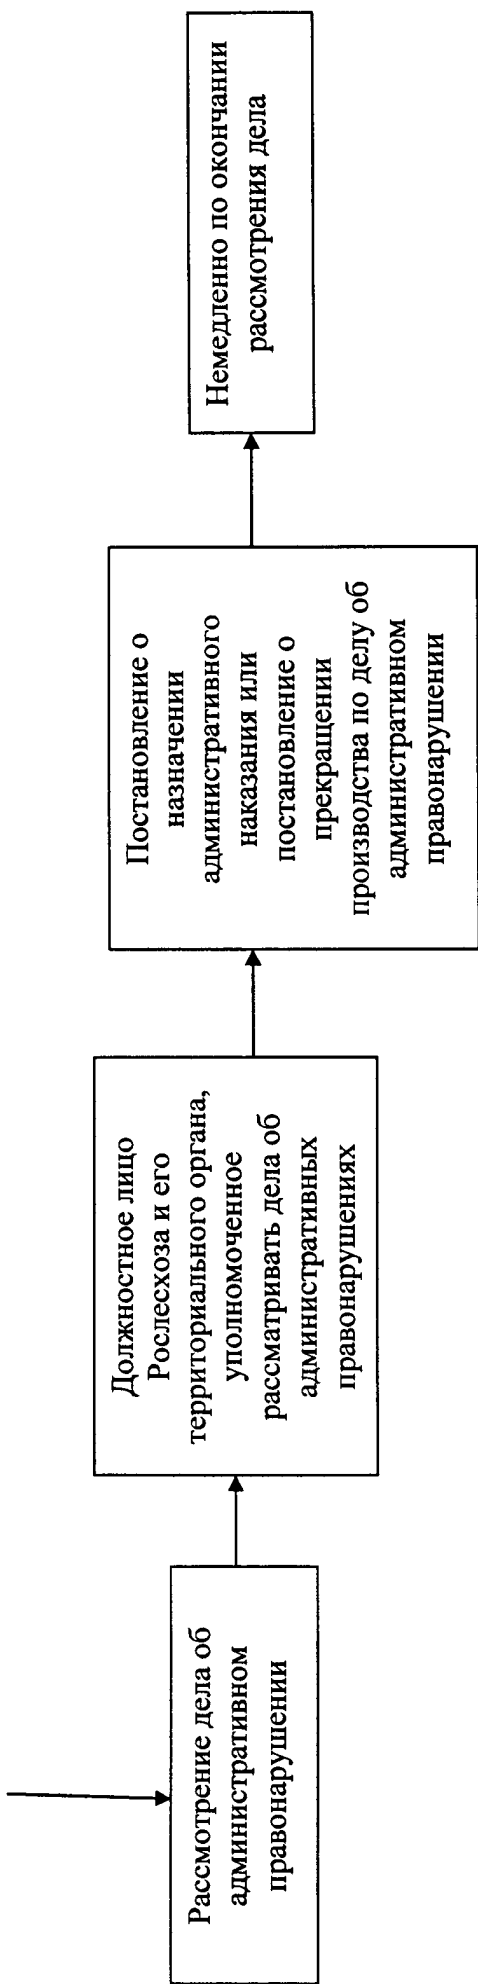 Рассмотрение дела об
административном
правонарушении
Должностное лицо
Рослесхоза и его
территориального органа,
уполномоченное
рассматривать дела об
административных
правонарушениях
Постановление о
назначении
административного
наказания или
постановление о
прекращении
производства по делу об
административном
правонарушении
Немедленно по окончании
рассмотрения дела